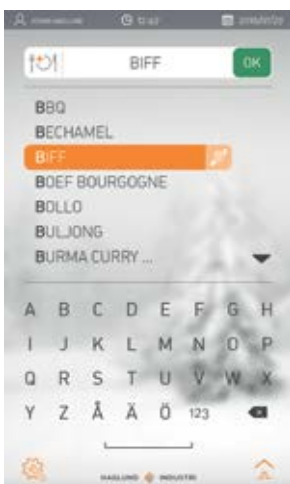 BIFF OK
BBQ
BECHAMEL
BIFF
BOEF BOURGOGNE
BOLLO
BULJONG
BURMA CURRY ...
A B C D E F G H
I J K L M N O P
Q R S T U V W X
Y Z Å Ä Ö 123
HAGLUND INDUSTRI